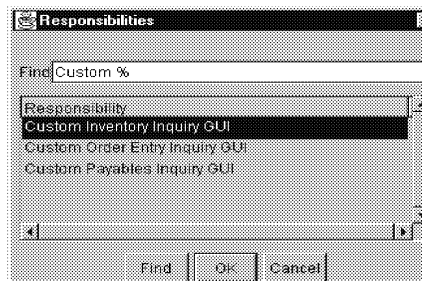 Responsibilities
Find Custom %
Responsibility
Custom Inventory Inquiry GUI
Custom Order Entry Inquiry GUI
Custom Payables Inquiry GUI
Find OK Cancel